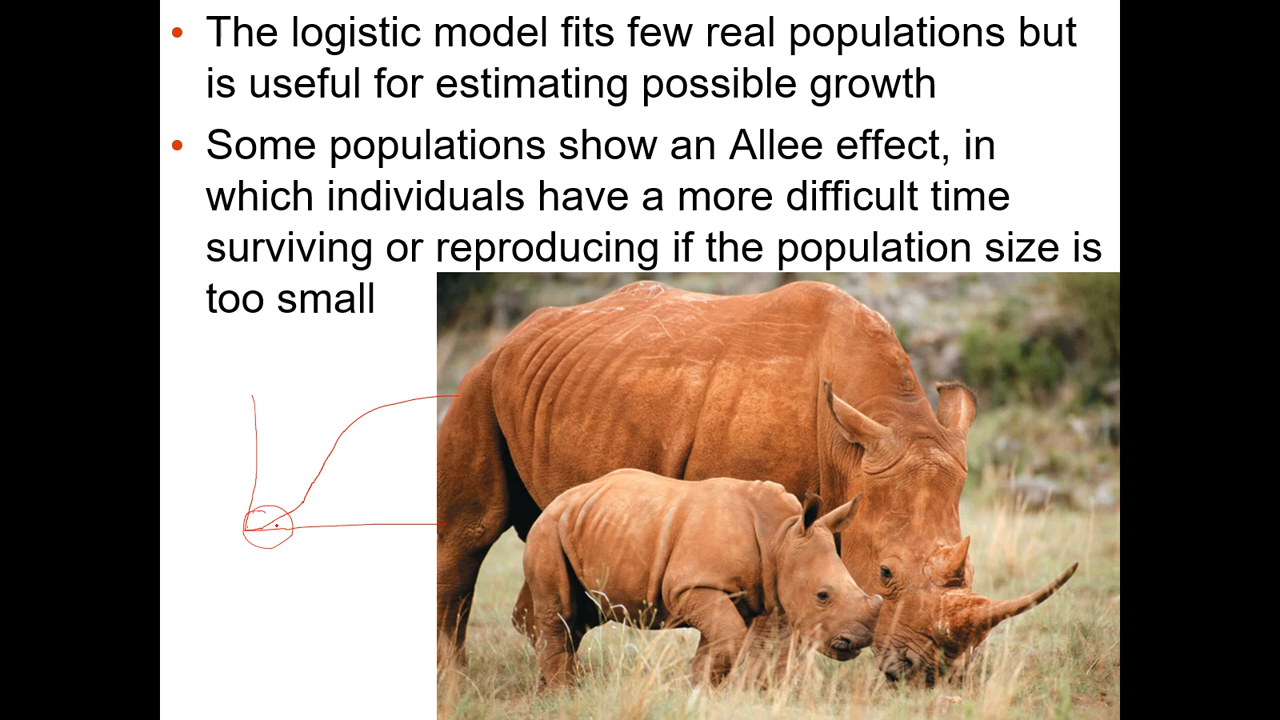 • The logistic model fits few real populations but
is useful for estimating possible growth
• Some populations show an Allee effect, in
which individuals have a more difficult time
surviving or reproducing if the population size is
too small